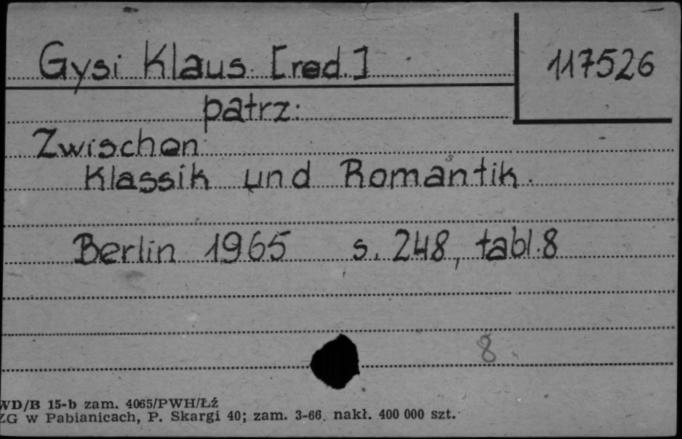 Gysi Klaus [red.] 117526
patrz:
Zwischen
Klassik und Romantik.
Berlin 1965 s. 248, tabl. 8
8
WD/B 15-b zam. 4065/PWH/ŁŻ
ZG w Pabianicach, P. Skargi 40; zam. 3-66. nakł. 400 000 szt.